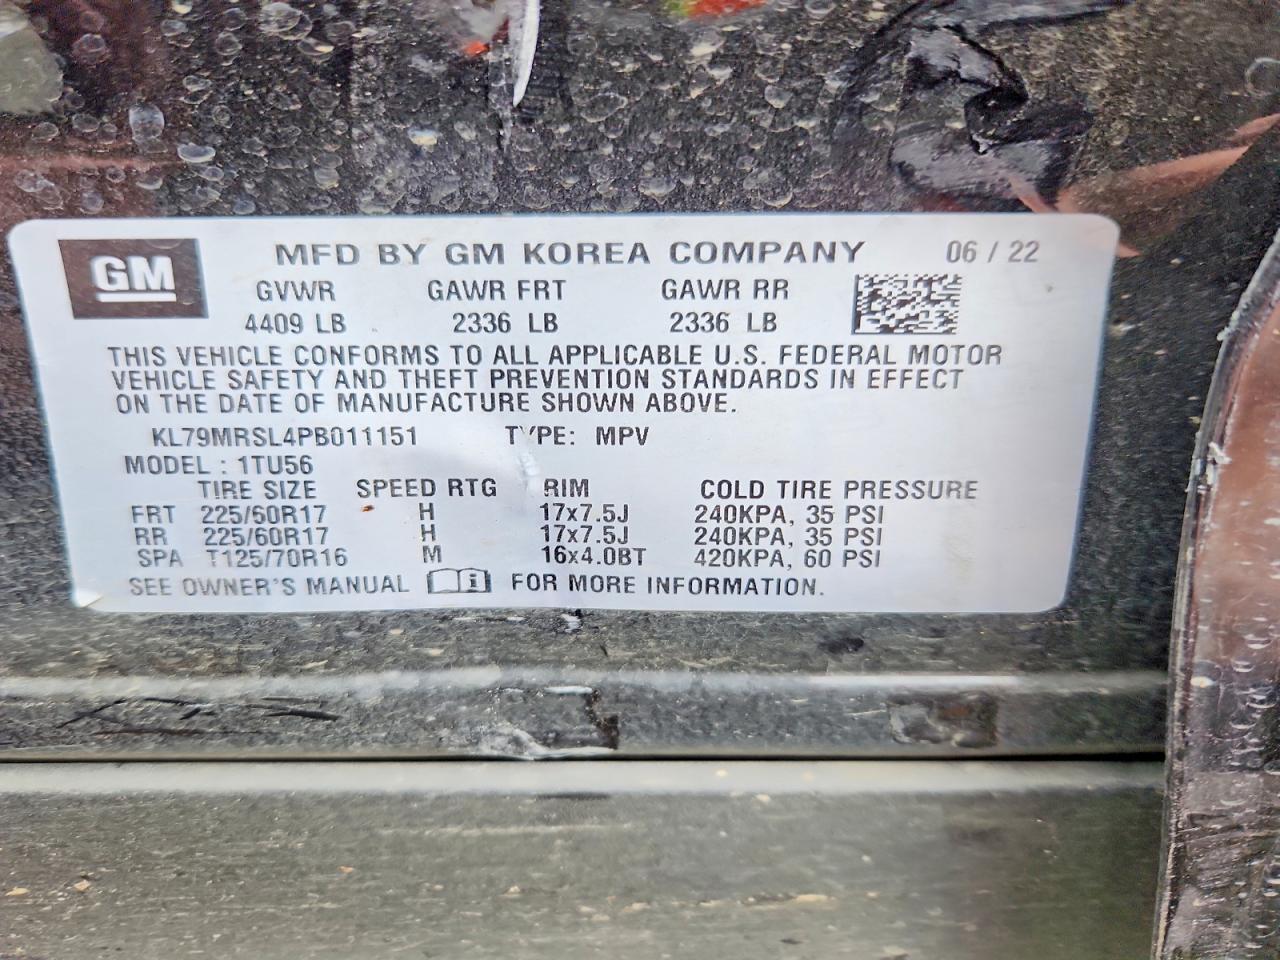 GM MFD BY GM KOREA COMPANY 06 / 22
GVWR GAWR FRT GAWR RR
4409 LB 2336 LB 2336 LB
THIS VEHICLE CONFORMS TO ALL APPLICABLE U.S. FEDERAL MOTOR
VEHICLE SAFETY AND THEFT PREVENTION STANDARDS IN EFFECT
ON THE DATE OF MANUFACTURE SHOWN ABOVE.
KL79MRSL4PB011151 TYPE: MPV
MODEL : 1TU56
TIRE SIZE SPEED RTG RIM COLD TIRE PRESSURE
FRT 225/60R17 H 17x7.5J 240KPA, 35 PSI
RR 225/60R17 H 17x7.5J 240KPA, 35 PSI
SPA T125/70R16 M 16x4.0BT 420KPA, 60 PSI
SEE OWNER'S MANUAL FOR MORE INFORMATION.